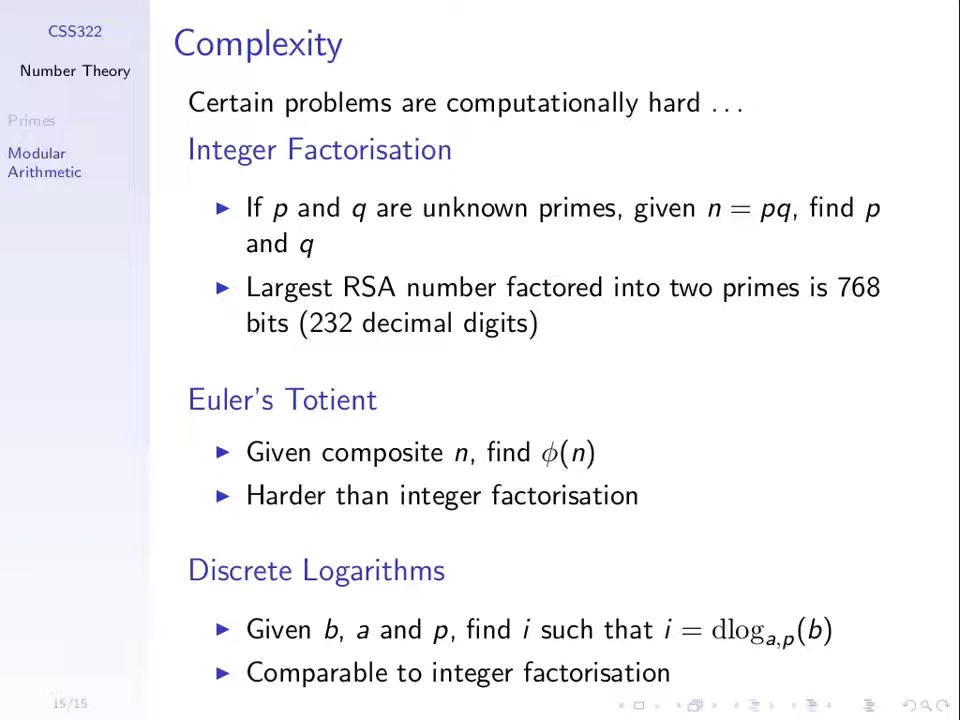 CSS322
Number Theory
Primes
Modular
Arithmetic
Complexity
Certain problems are computationally hard . . .
Integer Factorisation
If p and q are unknown primes, given n = pq, find p
and q
Largest RSA number factored into two primes is 768
bits (232 decimal digits)
Euler's Totient
Given composite n, find ϕ(n)
Harder than integer factorisation
Discrete Logarithms
Given b, a and p, find i such that i = dlog_{a,p}(b)
Comparable to integer factorisation
15/15